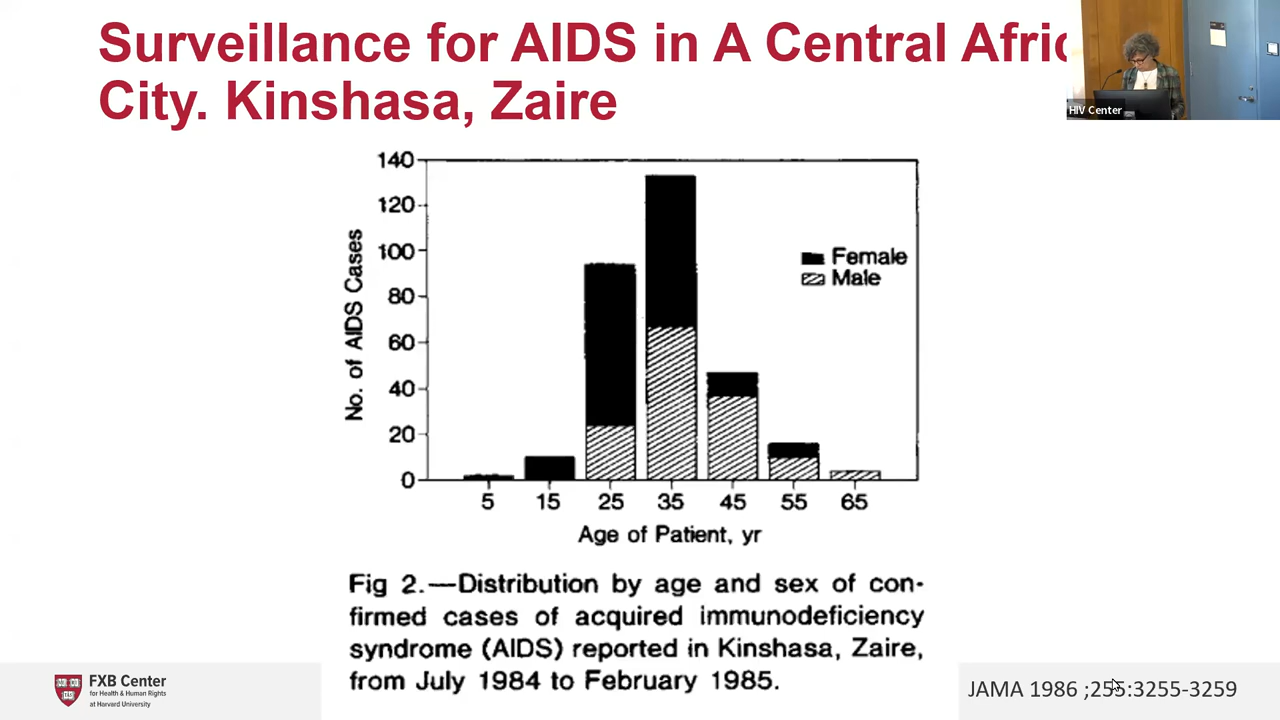 Surveillance for AIDS in A Central Afric
City. Kinshasa, Zaire
HIV Center
140
120
100
80
60
40
20
0
No. of AIDS Cases
Female
Male
5 15 25 35 45 55 65
Age of Patient, yr
Fig 2.—Distribution by age and sex of con-
firmed cases of acquired immunodeficiency
syndrome (AIDS) reported in Kinshasa, Zaire,
from July 1984 to February 1985.
FXB Center
for Health & Human Rights
at Harvard University
JAMA 1986 ;255:3255-3259